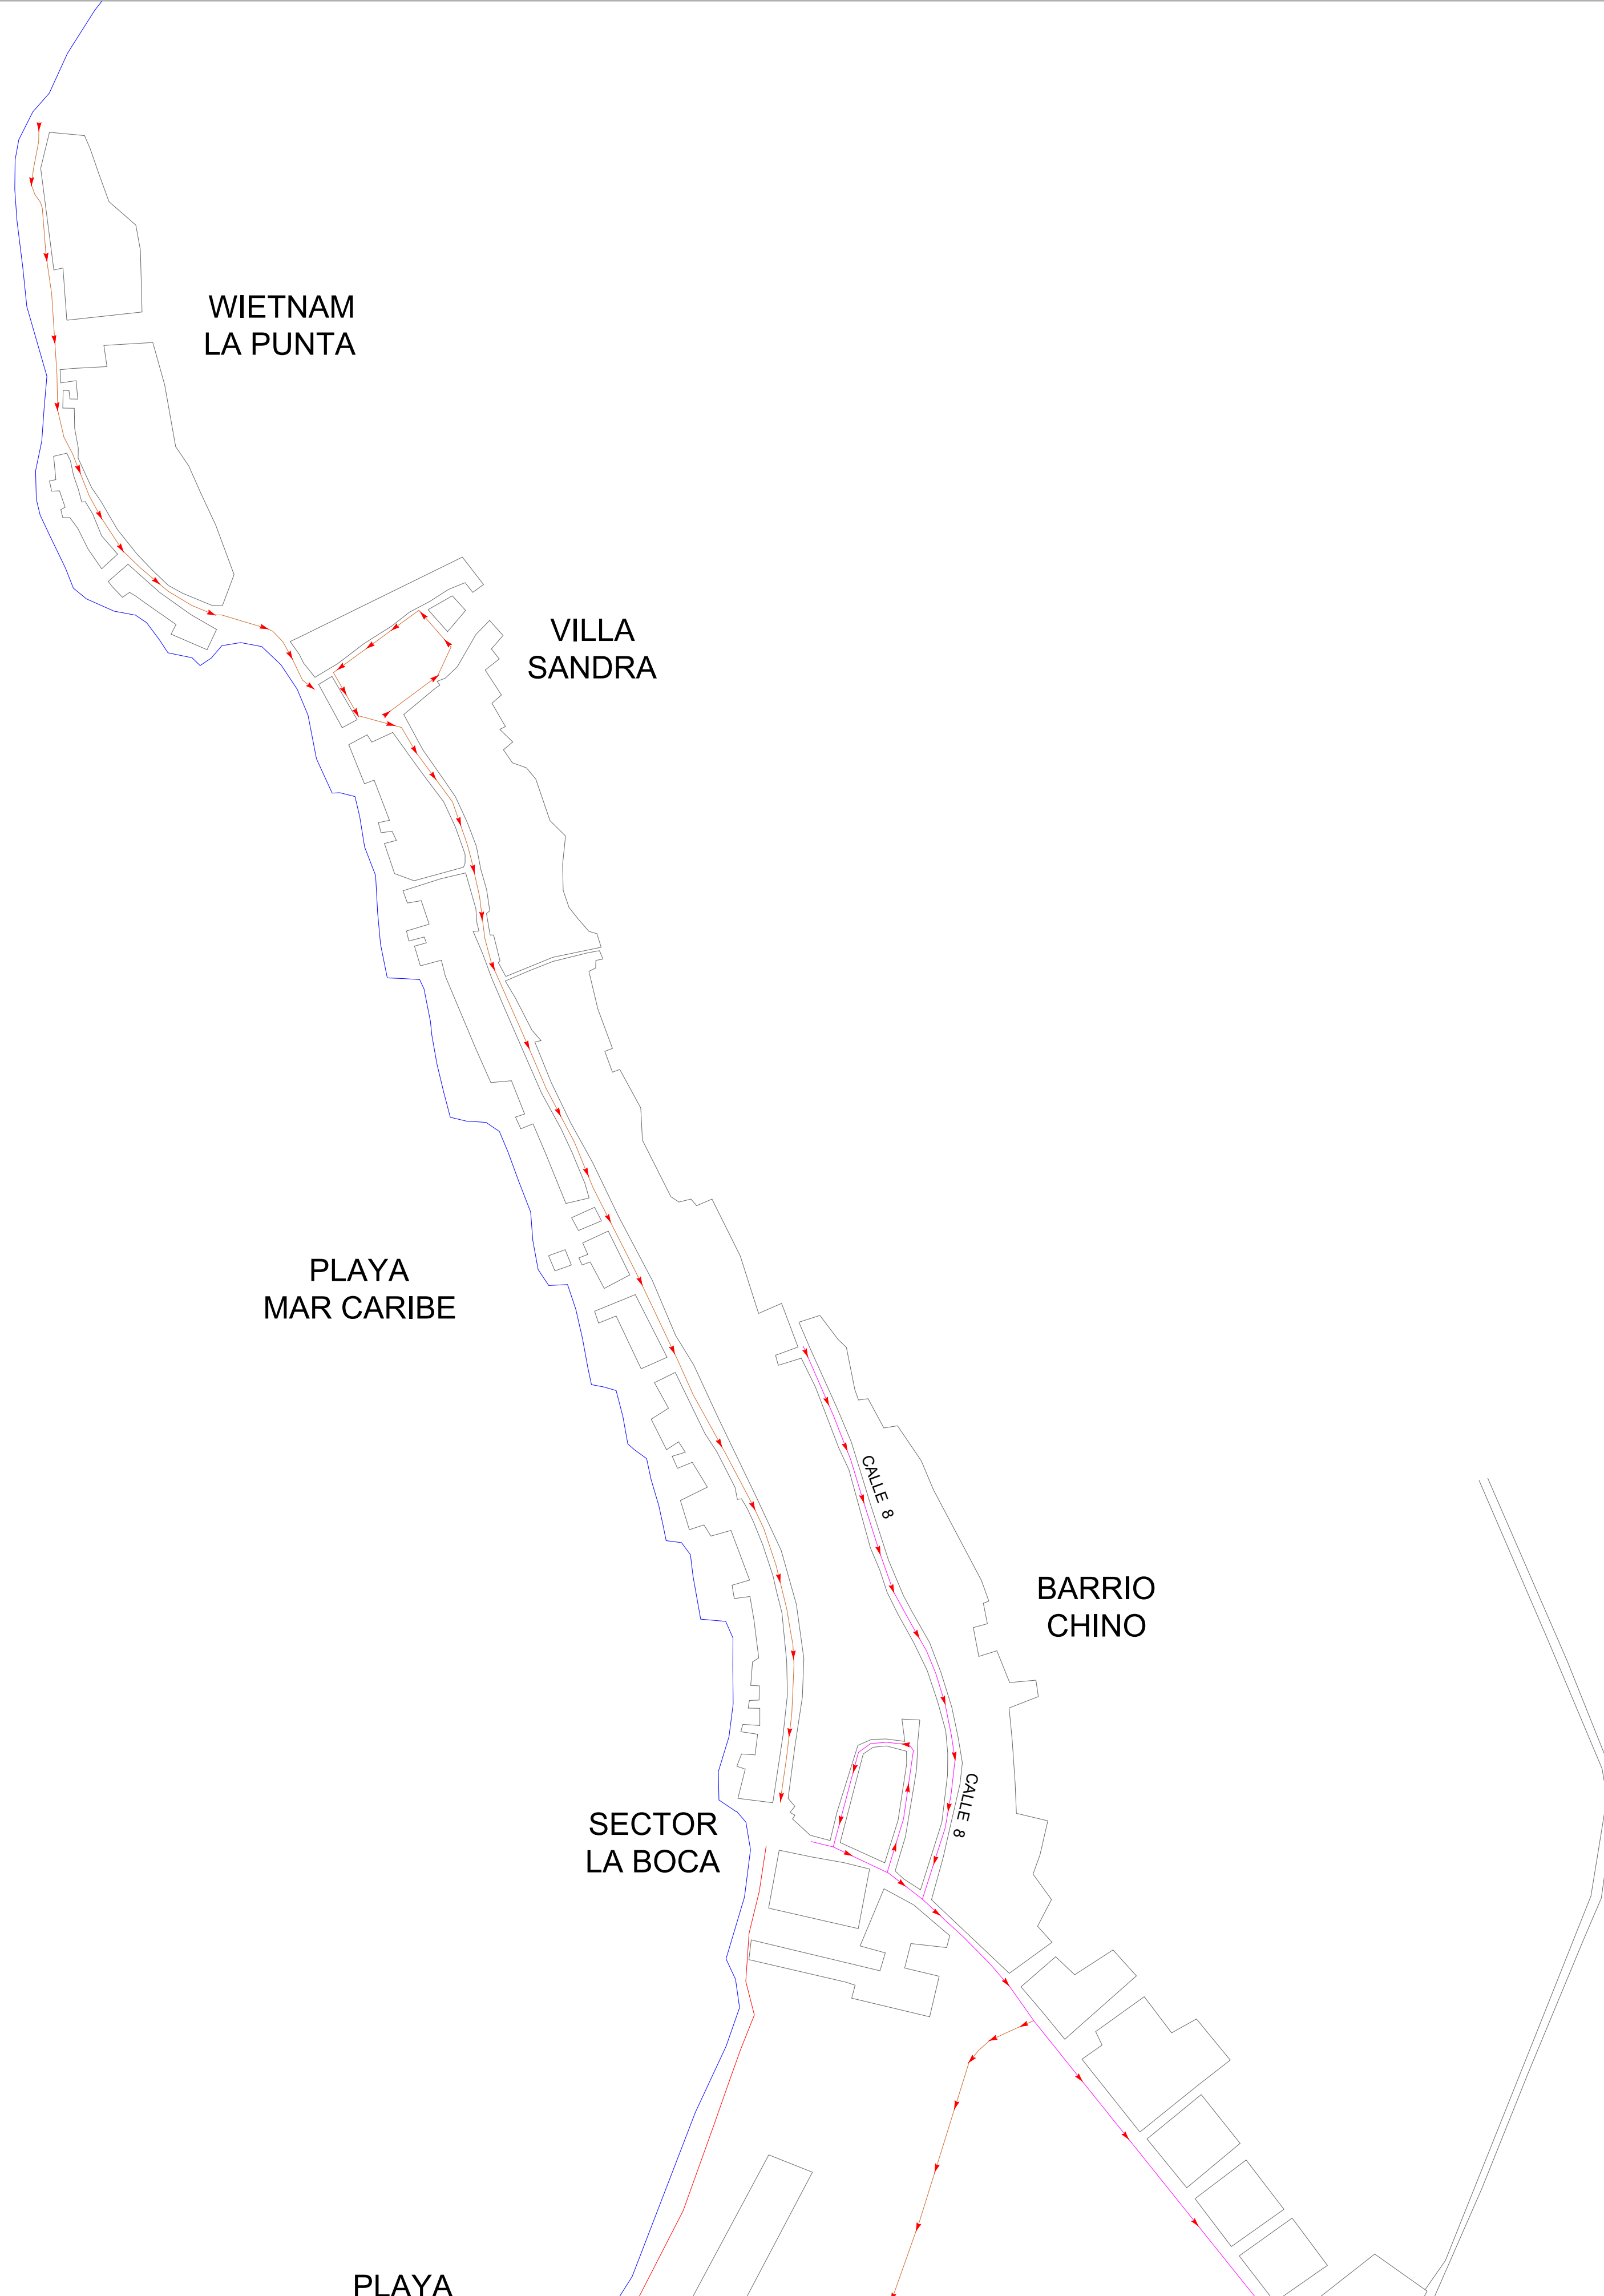 WIETNAM
LA PUNTA
VILLA
SANDRA
PLAYA
MAR CARIBE
CALLE 8
BARRIO
CHINO
CALLE 8
SECTOR
LA BOCA
PLAYA